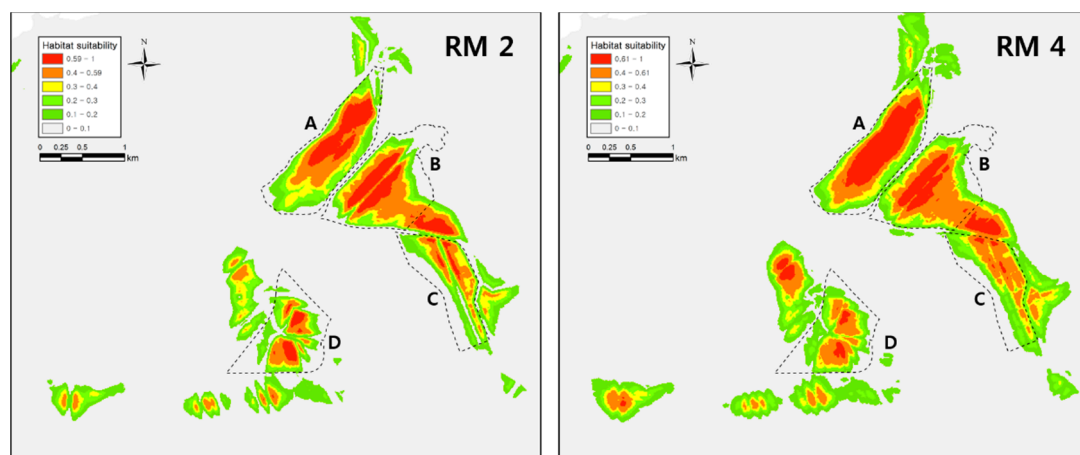 Habitat suitability
0.59 - 1
0.4 - 0.59
0.3 - 0.4
0.2 - 0.3
0.1 - 0.2
0 - 0.1
N
0 0.25 0.5 1
km
RM 2
A
B
C
D
Habitat suitability
0.61 - 1
0.4 - 0.61
0.3 - 0.4
0.2 - 0.3
0.1 - 0.2
0 - 0.1
N
0 0.25 0.5 1
km
RM 4
A
B
C
D